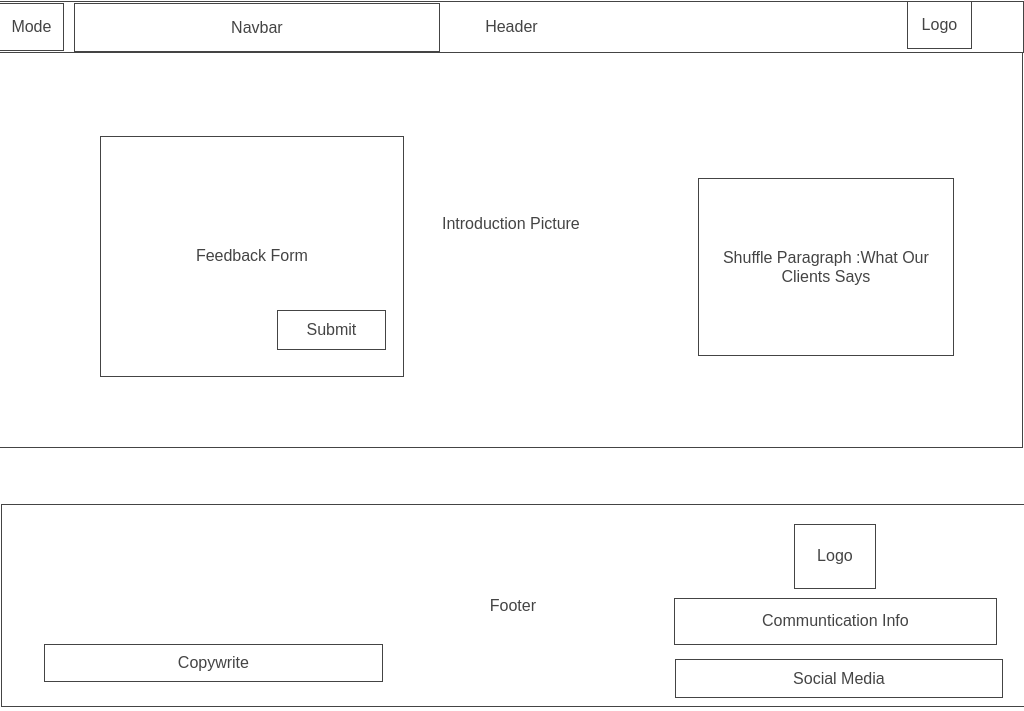 Mode
Navbar
Header
Logo
Introduction Picture
Feedback Form
Submit
Shuffle Paragraph :What Our
Clients Says
Logo
Footer
Communtication Info
Copywrite
Social Media